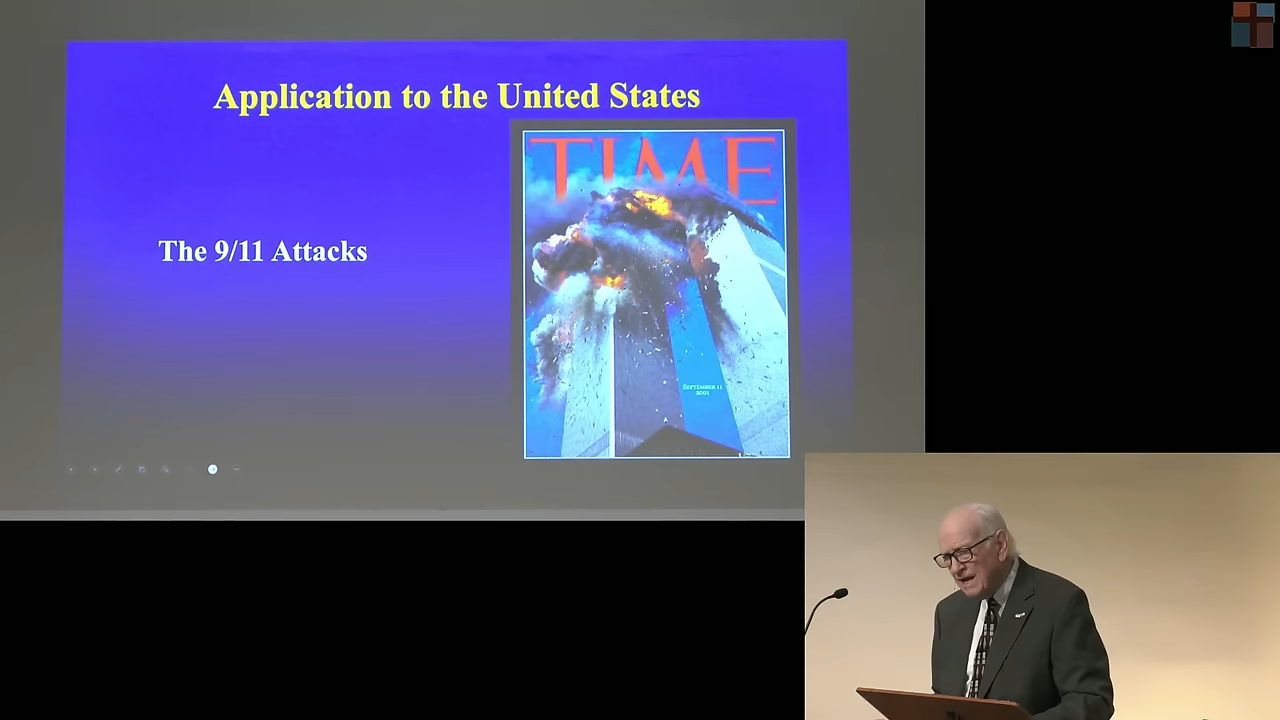 Application to the United States
TIME
The 9/11 Attacks
SEPTEMBER 11
2001